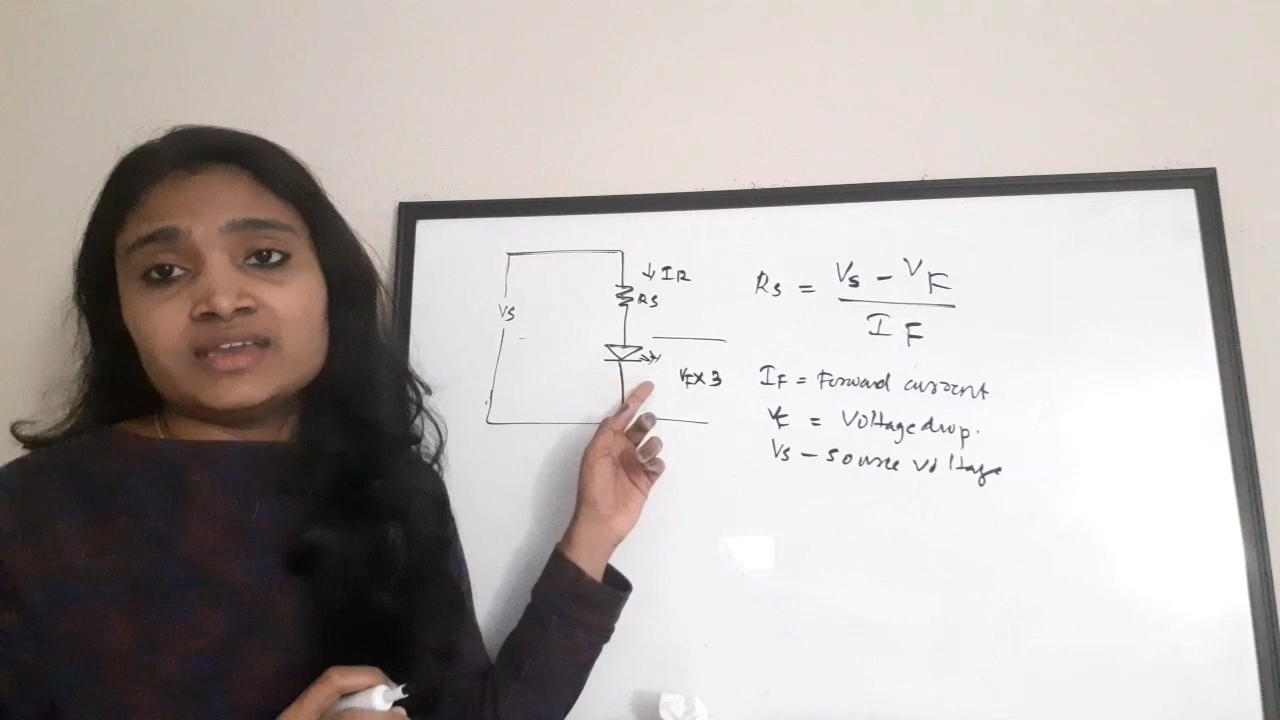 ↓ IR
RS
VS
VF X 3
Rs = Vs - VF / IF
IF = Forward current
VF = Voltage drop.
Vs - source voltage